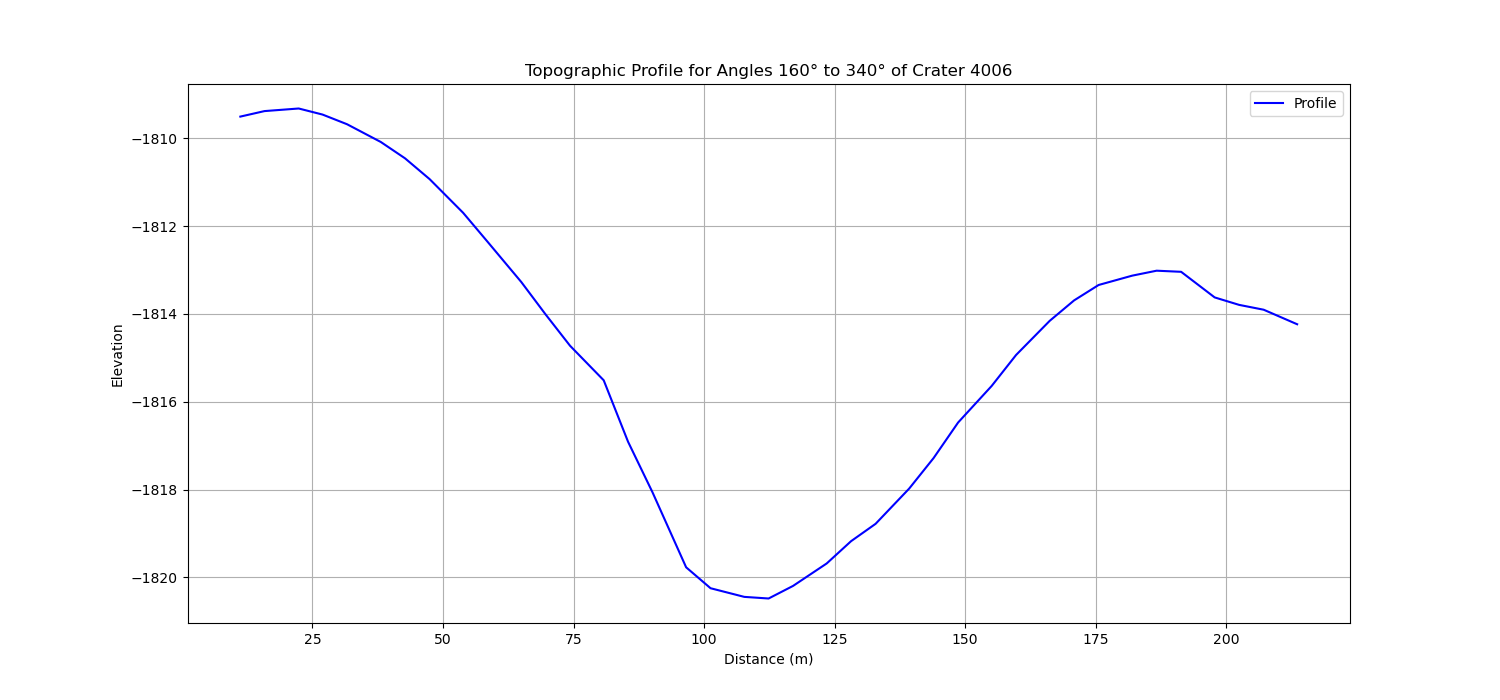 Topographic Profile for Angles 160° to 340° of Crater 4006
Profile
−1810
−1812
−1814
−1816
−1818
−1820
Elevation
25 50 75 100 125 150 175 200
Distance (m)